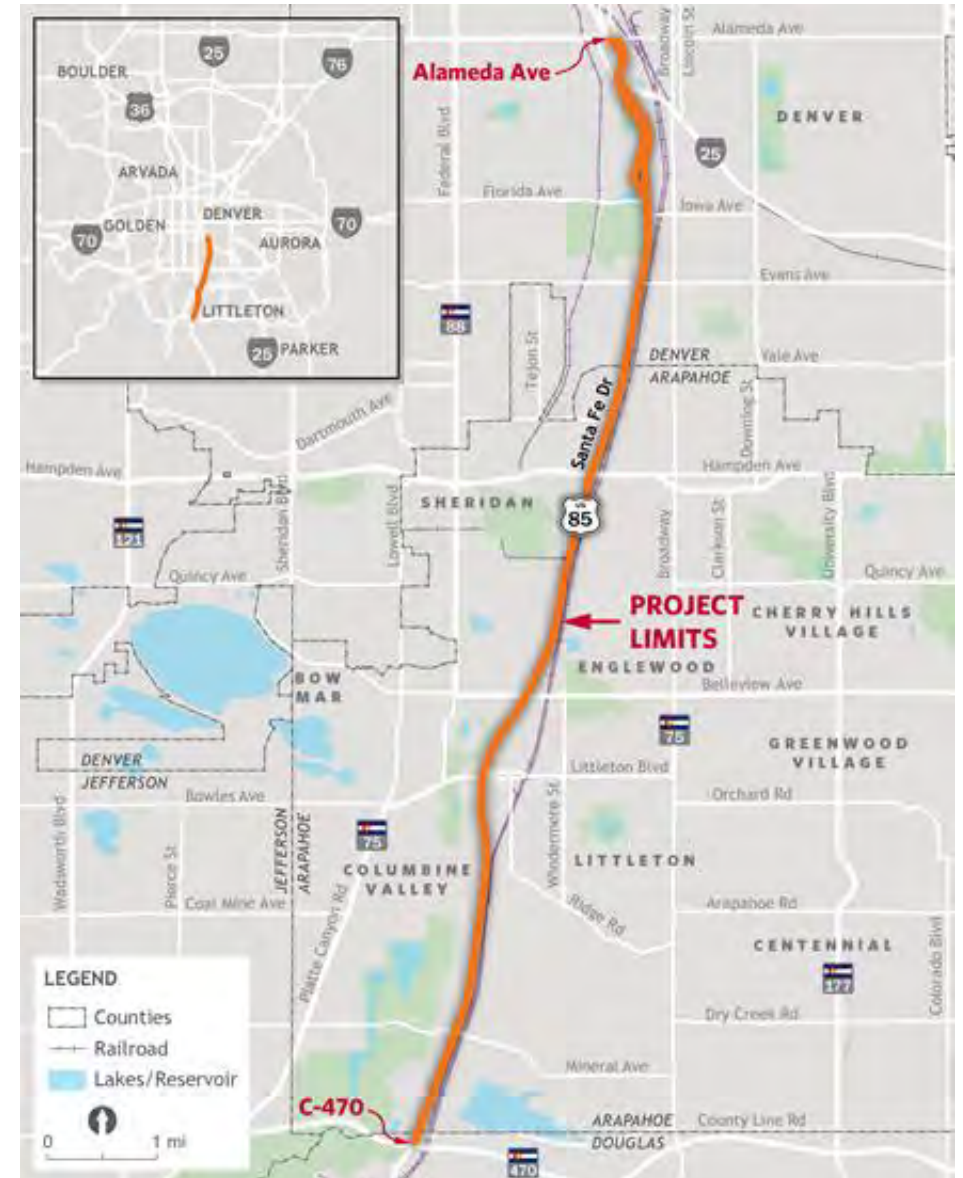 BOULDER
25
76
36
ARVADA
DENVER
GOLDEN
70
70
AURORA
LITTLETON
25
PARKER
Alameda Ave
Alameda Ave
Broadway
Lincoln St
DENVER
25
Federal Blvd
Florida Ave
Iowa Ave
Evans Ave
88
Tejon St
DENVER
Yale Ave
ARAPAHOE
Dartmouth Ave
Santa Fe Dr
Downing St
Hampden Ave
Hampden Ave
SHERIDAN
US
85
121
Sheridan Blvd
Lowell Blvd
Broadway
Clarkson St
University Blvd
Quincy Ave
Quincy Ave
PROJECT
LIMITS
CHERRY HILLS
VILLAGE
ENGLEWOOD
BOW
MAR
Belleview Ave
75
DENVER
JEFFERSON
GREENWOOD
VILLAGE
Littleton Blvd
Bowles Ave
Orchard Rd
Wadsworth Blvd
Pierce St
JEFFERSON
ARAPAHOE
75
Windermere St
COLUMBINE
VALLEY
LITTLETON
Coal Mine Ave
Ridge Rd
Arapahoe Rd
Platte Canyon Rd
CENTENNIAL
177
Colorado Blvd
LEGEND
Counties
Railroad
Lakes/Reservoir
0 1 mi
Dry Creek Rd
Mineral Ave
C-470
ARAPAHOE
County Line Rd
DOUGLAS
470